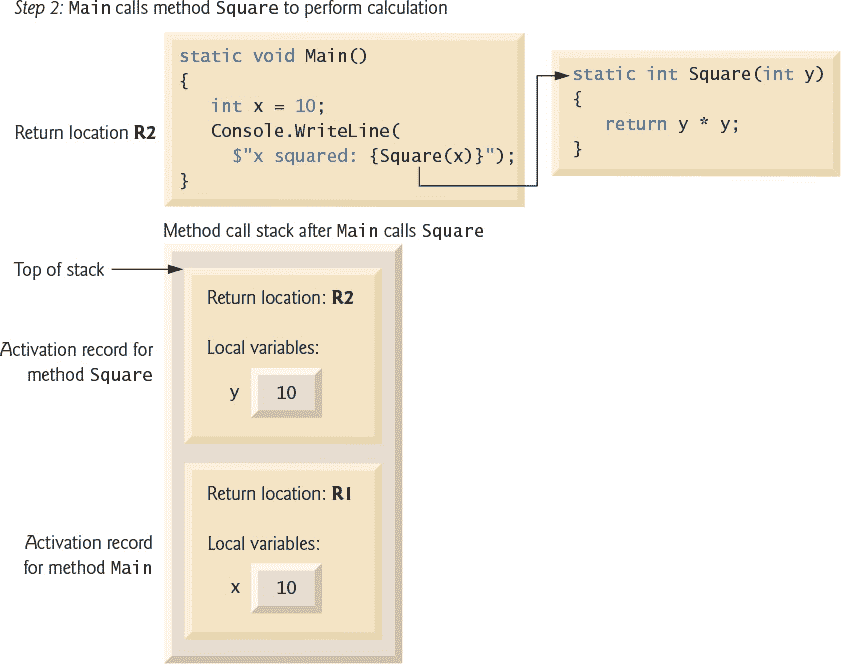 Step 2: Main calls method Square to perform calculation
static void Main()
{
int x = 10;
Return location R2
Console.WriteLine(
$"x squared: {Square(x)}");
}
static int Square(int y)
{
return y * y;
}
Method call stack after Main calls Square
Top of stack
Return location: R2
Activation record for
method Square
Local variables:
y 10
Return location: R1
Activation record
for method Main
Local variables:
x 10